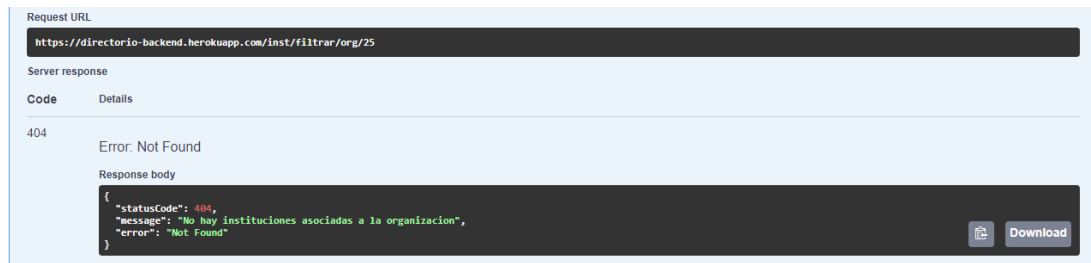 Request URL
https://directorio-backend.herokuapp.com/inst/filtrar/org/25
Server response
Code Details
404
Error: Not Found
Response body
{
  "statusCode": 404,
  "message": "No hay instituciones asociadas a la organizacion",
  "error": "Not Found"
}
Download